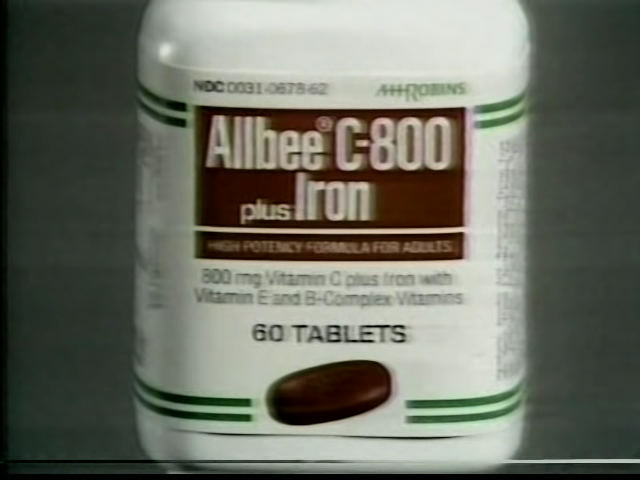 NDC 0031-0678-62
AHROBINS
Allbee® C-800
plus Iron
HIGH POTENCY FORMULA FOR ADULTS
800 mg Vitamin C plus Iron with
Vitamin E and B-Complex Vitamins
60 TABLETS